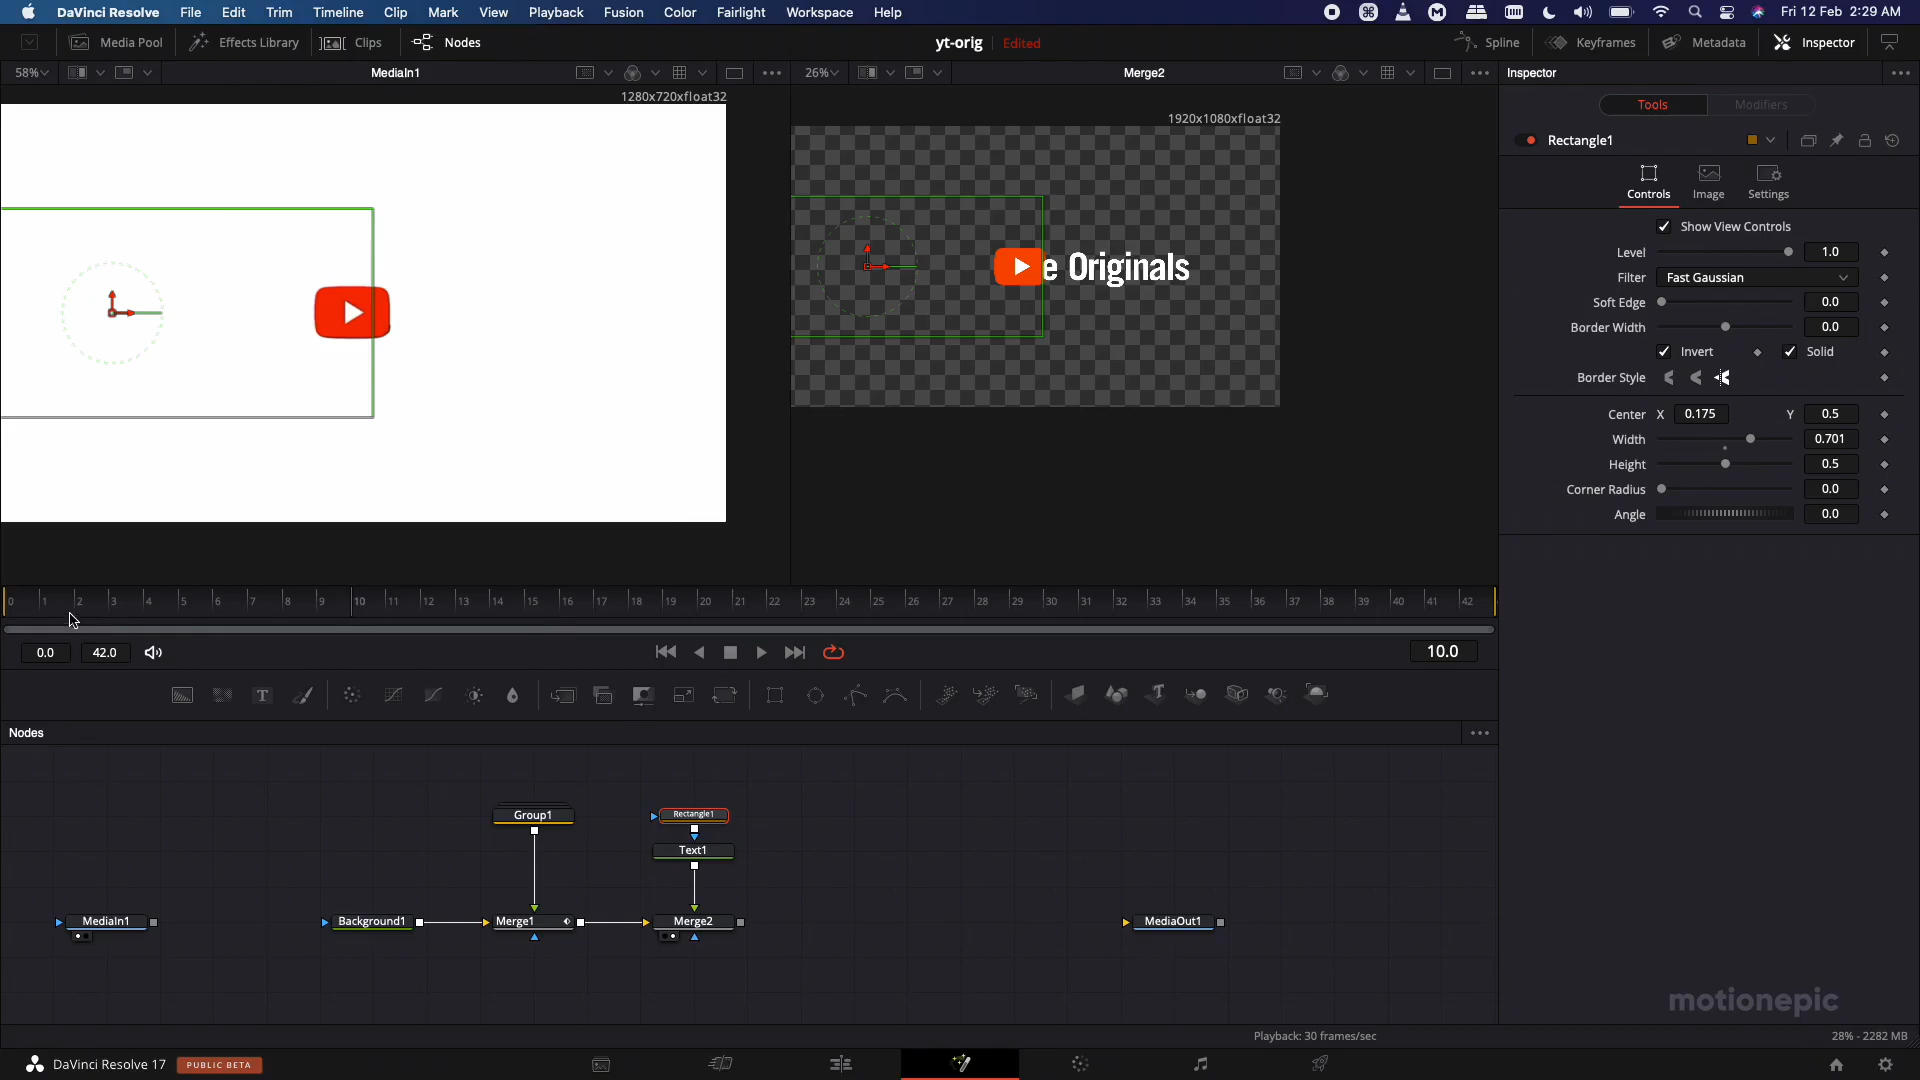 DaVinci Resolve File Edit Trim Timeline Clip Mark View Playback Fusion Color Fairlight Workspace Help Fri 12 Feb 2:29 AM
Media Pool Effects Library Clips Nodes yt-orig Edited Spline Keyframes Metadata Inspector
58% MediaIn1 26% Merge2 Inspector
1280x720xfloat32
1920x1080xfloat32
Tools Modifiers
Rectangle1
Controls Image Settings
Show View Controls
Level 1.0
Filter Fast Gaussian
Soft Edge 0.0
Border Width 0.0
Invert Solid
Border Style
Center X 0.175 Y 0.5
Width 0.701
Height 0.5
Corner Radius 0.0
Angle 0.0
e Originals
0 1 2 3 4 5 6 7 8 9 10 11 12 13 14 15 16 17 18 19 20 21 22 23 24 25 26 27 28 29 30 31 32 33 34 35 36 37 38 39 40 41 42
0.0 42.0 10.0
Nodes
Group1 Rectangle1
Text1
MediaIn1 Background1 Merge1 Merge2 MediaOut1
motionepic
Playback: 30 frames/sec 28% - 2282 MB
DaVinci Resolve 17 PUBLIC BETA